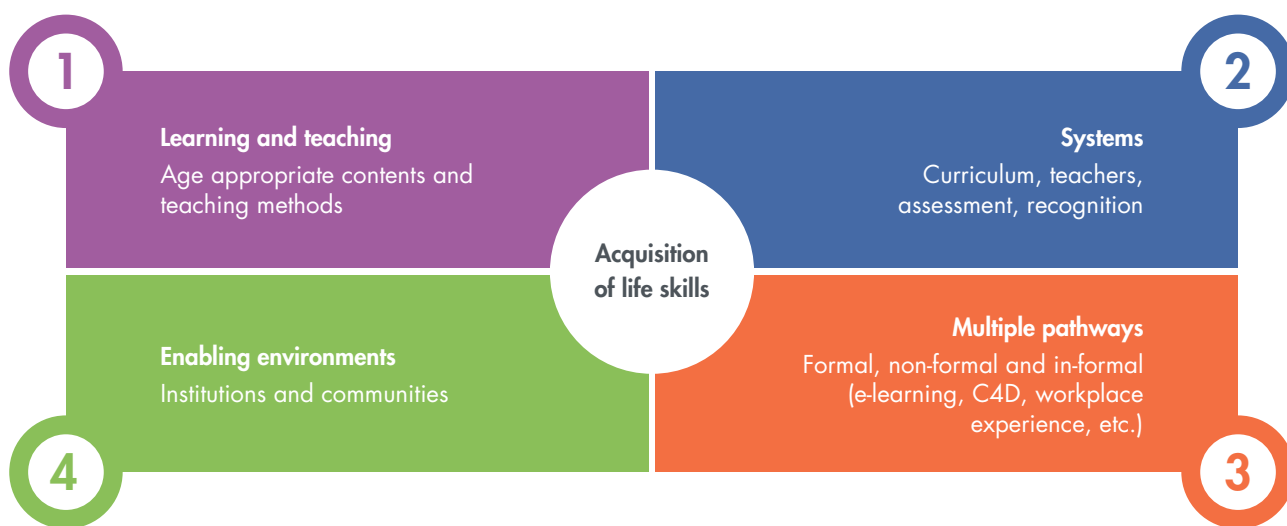 1
Learning and teaching
Age appropriate contents and
teaching methods
2
Systems
Curriculum, teachers,
assessment, recognition
Acquisition
of life skills
3
Multiple pathways
Formal, non-formal and in-formal
(e-learning, C4D, workplace
experience, etc.)
4
Enabling environments
Institutions and communities